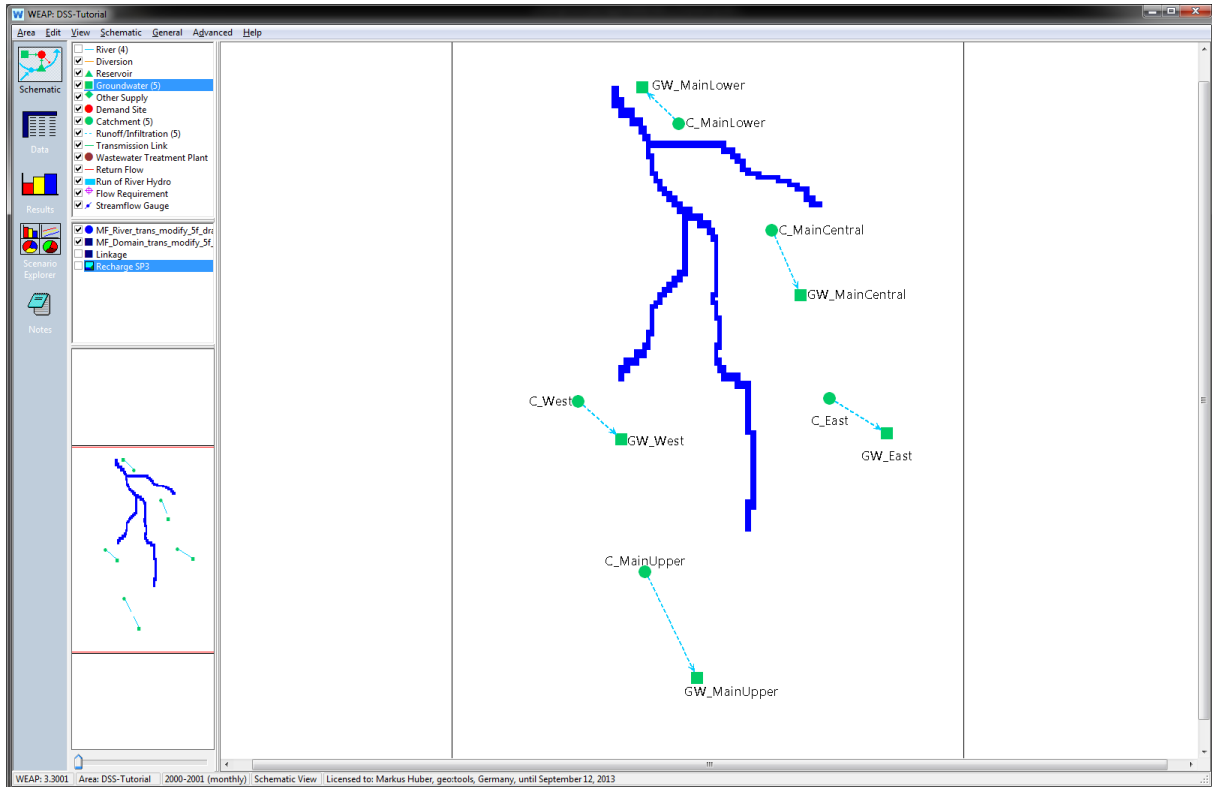 WEAP: DSS-Tutorial
Area Edit View Schematic General Advanced Help
Schematic
Data
Results
Scenario
Explorer
Notes
River (4)
Diversion
Reservoir
Groundwater (5)
Other Supply
Demand Site
Catchment (5)
Runoff/Infiltration (5)
Transmission Link
Wastewater Treatment Plant
Return Flow
Run of River Hydro
Flow Requirement
Streamflow Gauge
MF_River_trans_modify_5f_dra
MF_Domain_trans_modify_5f_
Linkage
Recharge SP3
GW_MainLower
C_MainLower
C_MainCentral
GW_MainCentral
C_West
GW_West
C_East
GW_East
C_MainUpper
GW_MainUpper
WEAP: 3.3001 Area: DSS-Tutorial 2000-2001 (monthly) Schematic View Licensed to: Markus Huber, geo:tools, Germany, until September 12, 2013